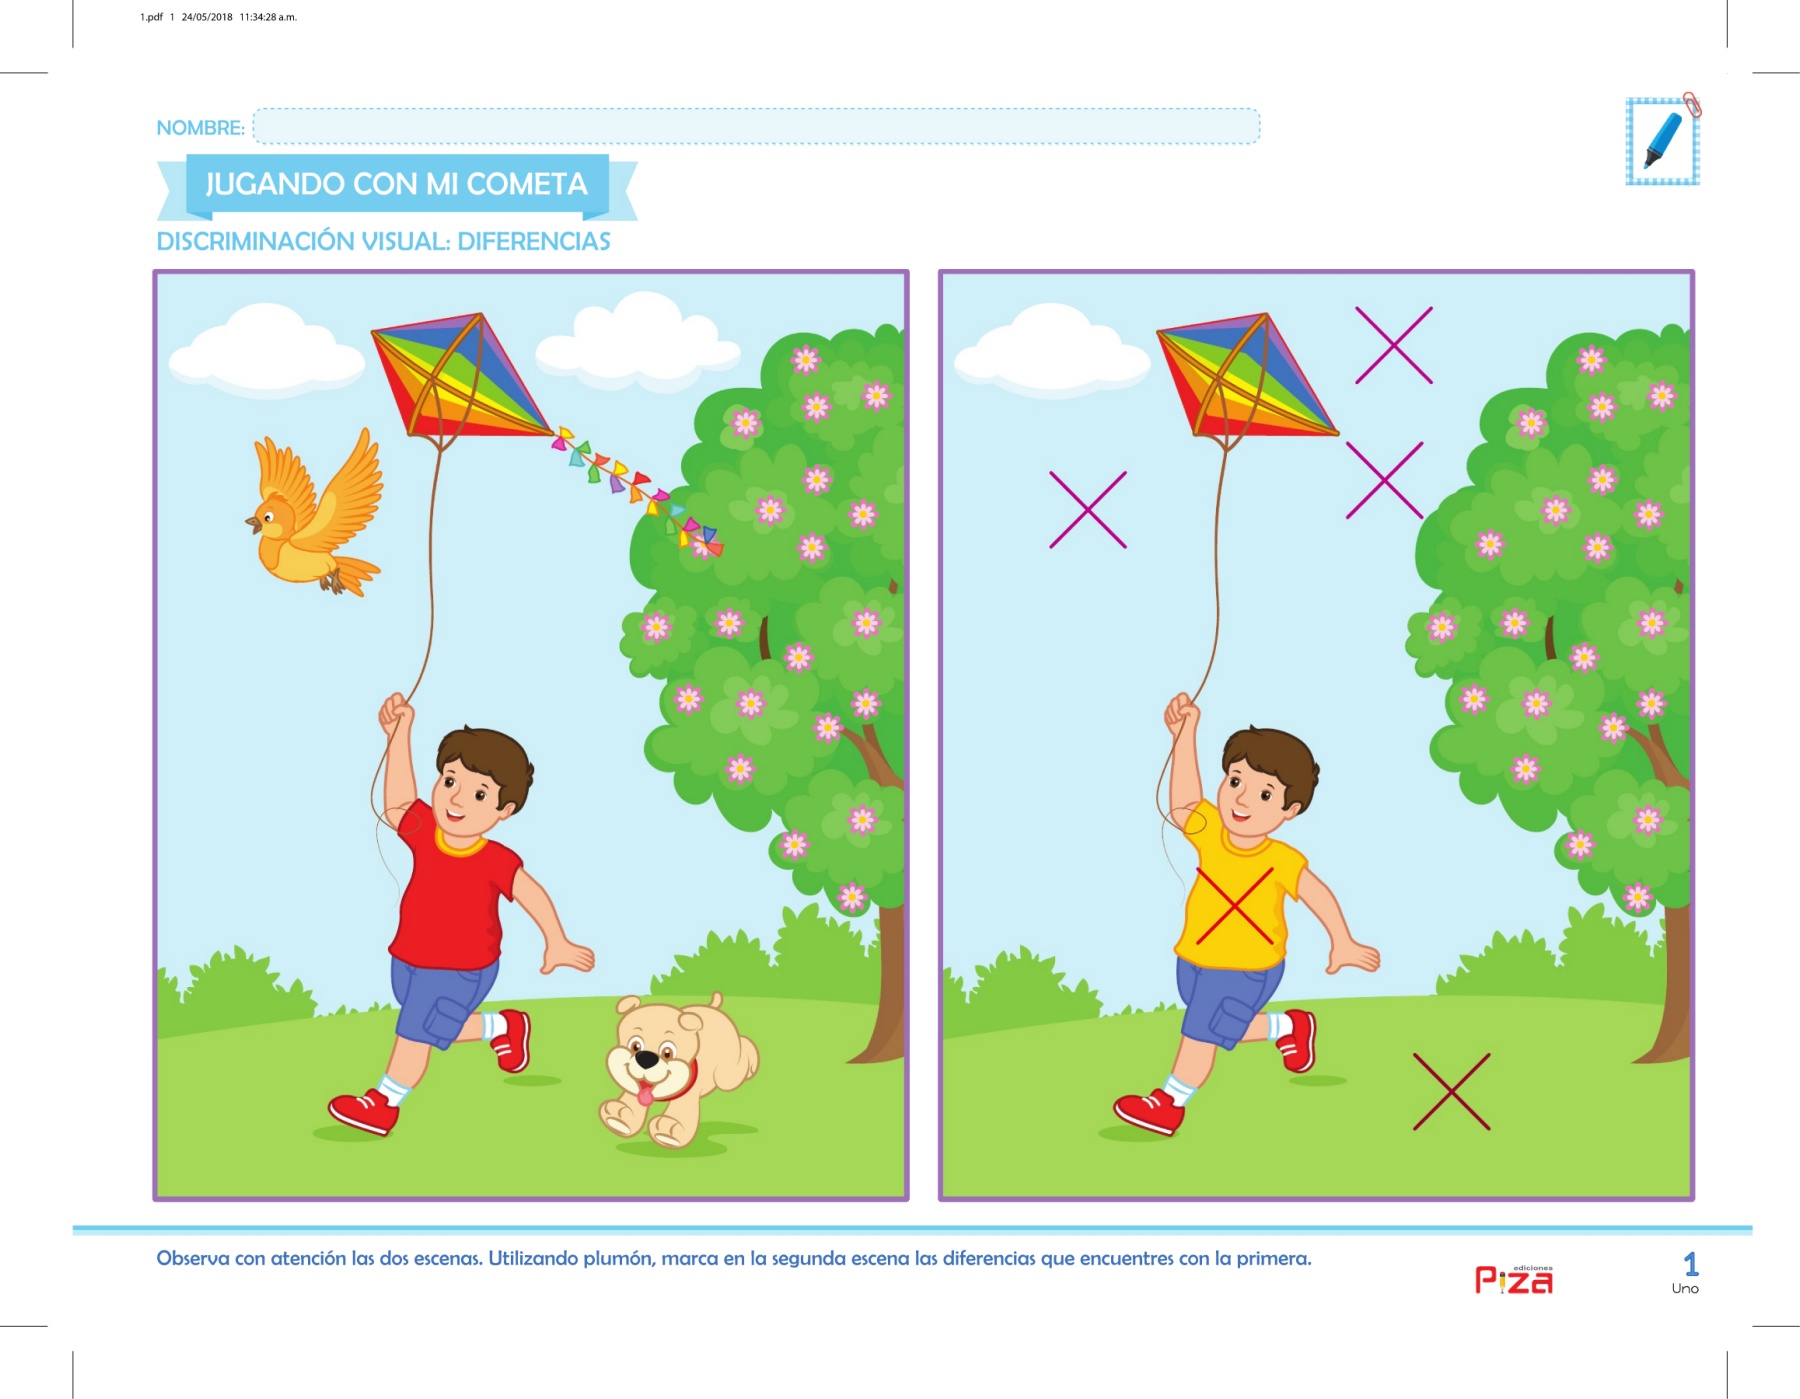 1.pdf 1 24/05/2018 11:34:28 a.m.
NOMBRE:
JUGANDO CON MI COMETA
DISCRIMINACIÓN VISUAL: DIFERENCIAS
Observa con atención las dos escenas. Utilizando plumón, marca en la segunda escena las diferencias que encuentres con la primera.
ediciones
Piza
1
Uno